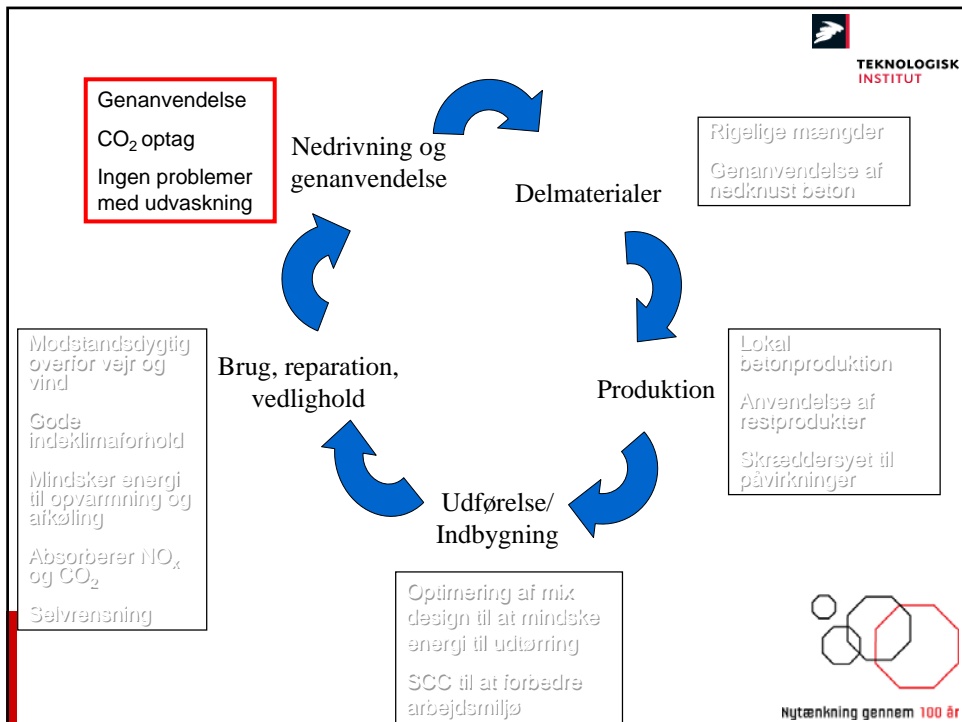 TEKNOLOGISK
INSTITUT
Genanvendelse
CO₂ optag
Ingen problemer
med udvaskning
Nedrivning og
genanvendelse
Delmaterialer
Rigelige mængder
Genanvendelse af
nedknust beton
Produktion
Lokal
betonproduktion
Anvendelse af
restprodukter
Skræddersyet til
påvirkninger
Udførelse/
Indbygning
Optimering af mix
design til at mindske
energi til udtørring
SCC til at forbedre
arbejdsmiljø
Brug, reparation,
vedlighold
Modstandsdygtig
overfor vejr og
vind
Gode
indeklimaforhold
Mindsker energi
til opvarmning og
afkøling
Absorberer NOₓ
og CO₂
Selvrensning
Nytænkning gennem 100 år